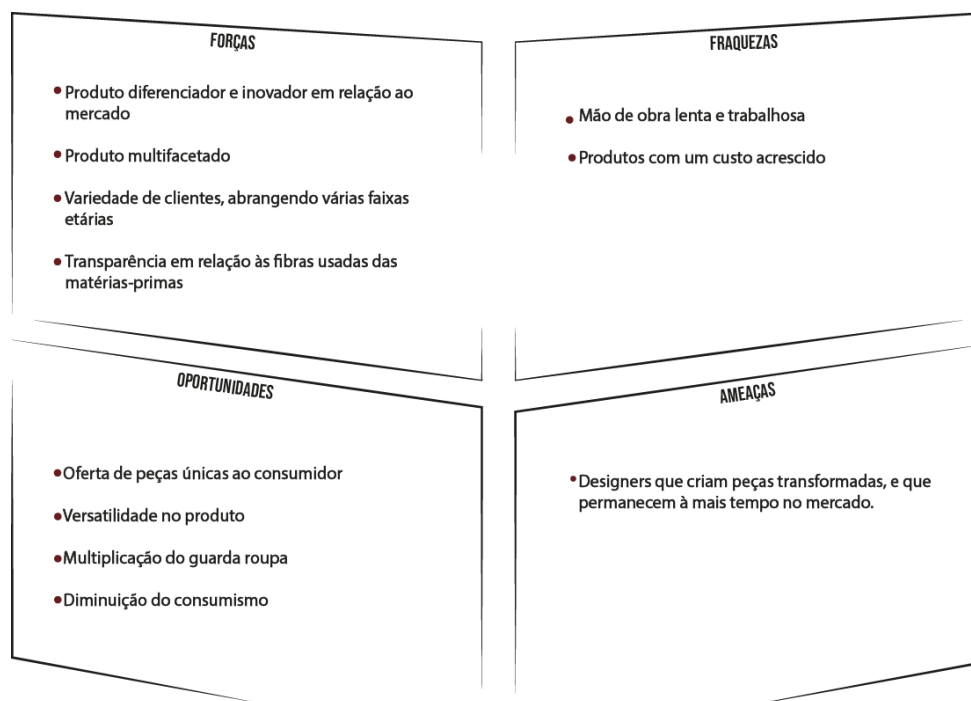 FORÇAS
• Produto diferenciador e inovador em relação ao
mercado
• Produto multifacetado
• Variedade de clientes, abrangendo várias faixas
etárias
• Transparência em relação às fibras usadas das
matérias-primas
FRAQUEZAS
• Mão de obra lenta e trabalhosa
• Produtos com um custo acrescido
OPORTUNIDADES
• Oferta de peças únicas ao consumidor
• Versatilidade no produto
• Multiplicação do guarda roupa
• Diminuição do consumismo
AMEAÇAS
• Designers que criam peças transformadas, e que
permanecem à mais tempo no mercado.